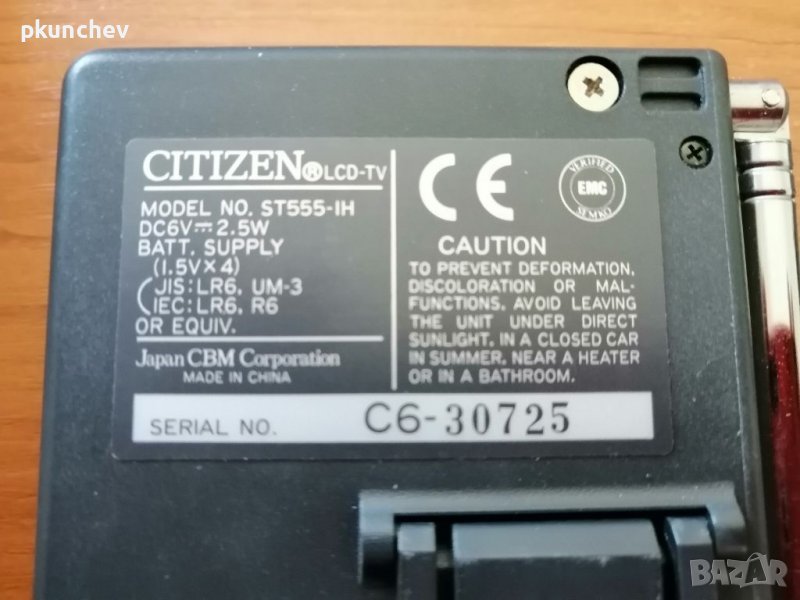 pkunchev
CITIZEN® LCD-TV
MODEL NO. ST555-IH
DC6V⎓2.5W
BATT. SUPPLY
(1.5V×4)
(JIS:LR6, UM-3
(IEC:LR6, R6
OR EQUIV.
Japan CBM Corporation
MADE IN CHINA
VERIFIED
EMC
SEMKO
CE
CAUTION
TO PREVENT DEFORMATION,
DISCOLORATION OR MAL-
FUNCTIONS, AVOID LEAVING
THE UNIT UNDER DIRECT
SUNLIGHT, IN A CLOSED CAR
IN SUMMER, NEAR A HEATER
OR IN A BATHROOM.
SERIAL NO. C6-30725
BAZAR